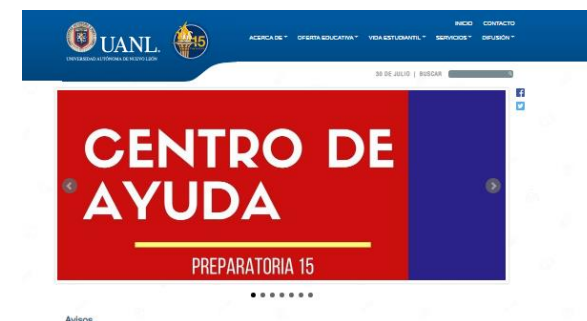 INICIO CONTACTO
UANL.
15
ACERCA DE OFERTA EDUCATIVA VIDA ESTUDIANTIL SERVICIOS DIFUSIÓN
UNIVERSIDAD AUTÓNOMA DE NUEVO LEÓN
30 DE JULIO | BUSCAR
CENTRO DE
AYUDA
PREPARATORIA 15
Avisos